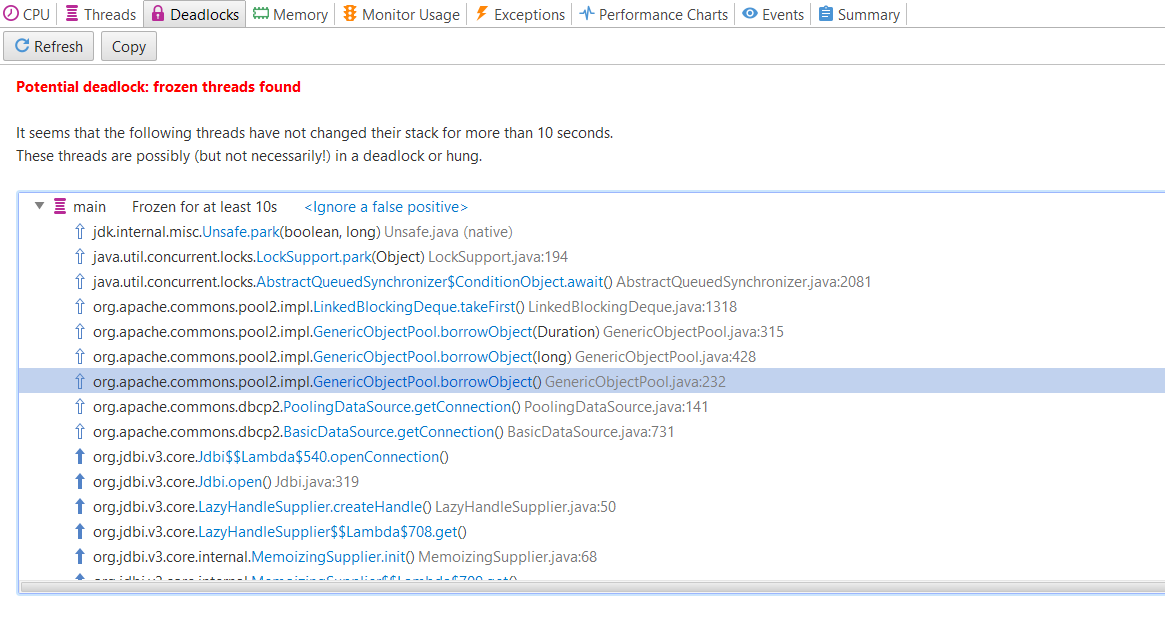 CPU Threads Deadlocks Memory Monitor Usage Exceptions Performance Charts Events Summary
Refresh Copy
Potential deadlock: frozen threads found
It seems that the following threads have not changed their stack for more than 10 seconds.
These threads are possibly (but not necessarily!) in a deadlock or hung.
main Frozen for at least 10s <Ignore a false positive>
jdk.internal.misc.Unsafe.park(boolean, long) Unsafe.java (native)
java.util.concurrent.locks.LockSupport.park(Object) LockSupport.java:194
java.util.concurrent.locks.AbstractQueuedSynchronizer$ConditionObject.await() AbstractQueuedSynchronizer.java:2081
org.apache.commons.pool2.impl.LinkedBlockingDeque.takeFirst() LinkedBlockingDeque.java:1318
org.apache.commons.pool2.impl.GenericObjectPool.borrowObject(Duration) GenericObjectPool.java:315
org.apache.commons.pool2.impl.GenericObjectPool.borrowObject(long) GenericObjectPool.java:428
org.apache.commons.pool2.impl.GenericObjectPool.borrowObject() GenericObjectPool.java:232
org.apache.commons.dbcp2.PoolingDataSource.getConnection() PoolingDataSource.java:141
org.apache.commons.dbcp2.BasicDataSource.getConnection() BasicDataSource.java:731
org.jdbi.v3.core.Jdbi$$Lambda$540.openConnection()
org.jdbi.v3.core.Jdbi.open() Jdbi.java:319
org.jdbi.v3.core.LazyHandleSupplier.createHandle() LazyHandleSupplier.java:50
org.jdbi.v3.core.LazyHandleSupplier$$Lambda$708.get()
org.jdbi.v3.core.internal.MemoizingSupplier.init() MemoizingSupplier.java:68